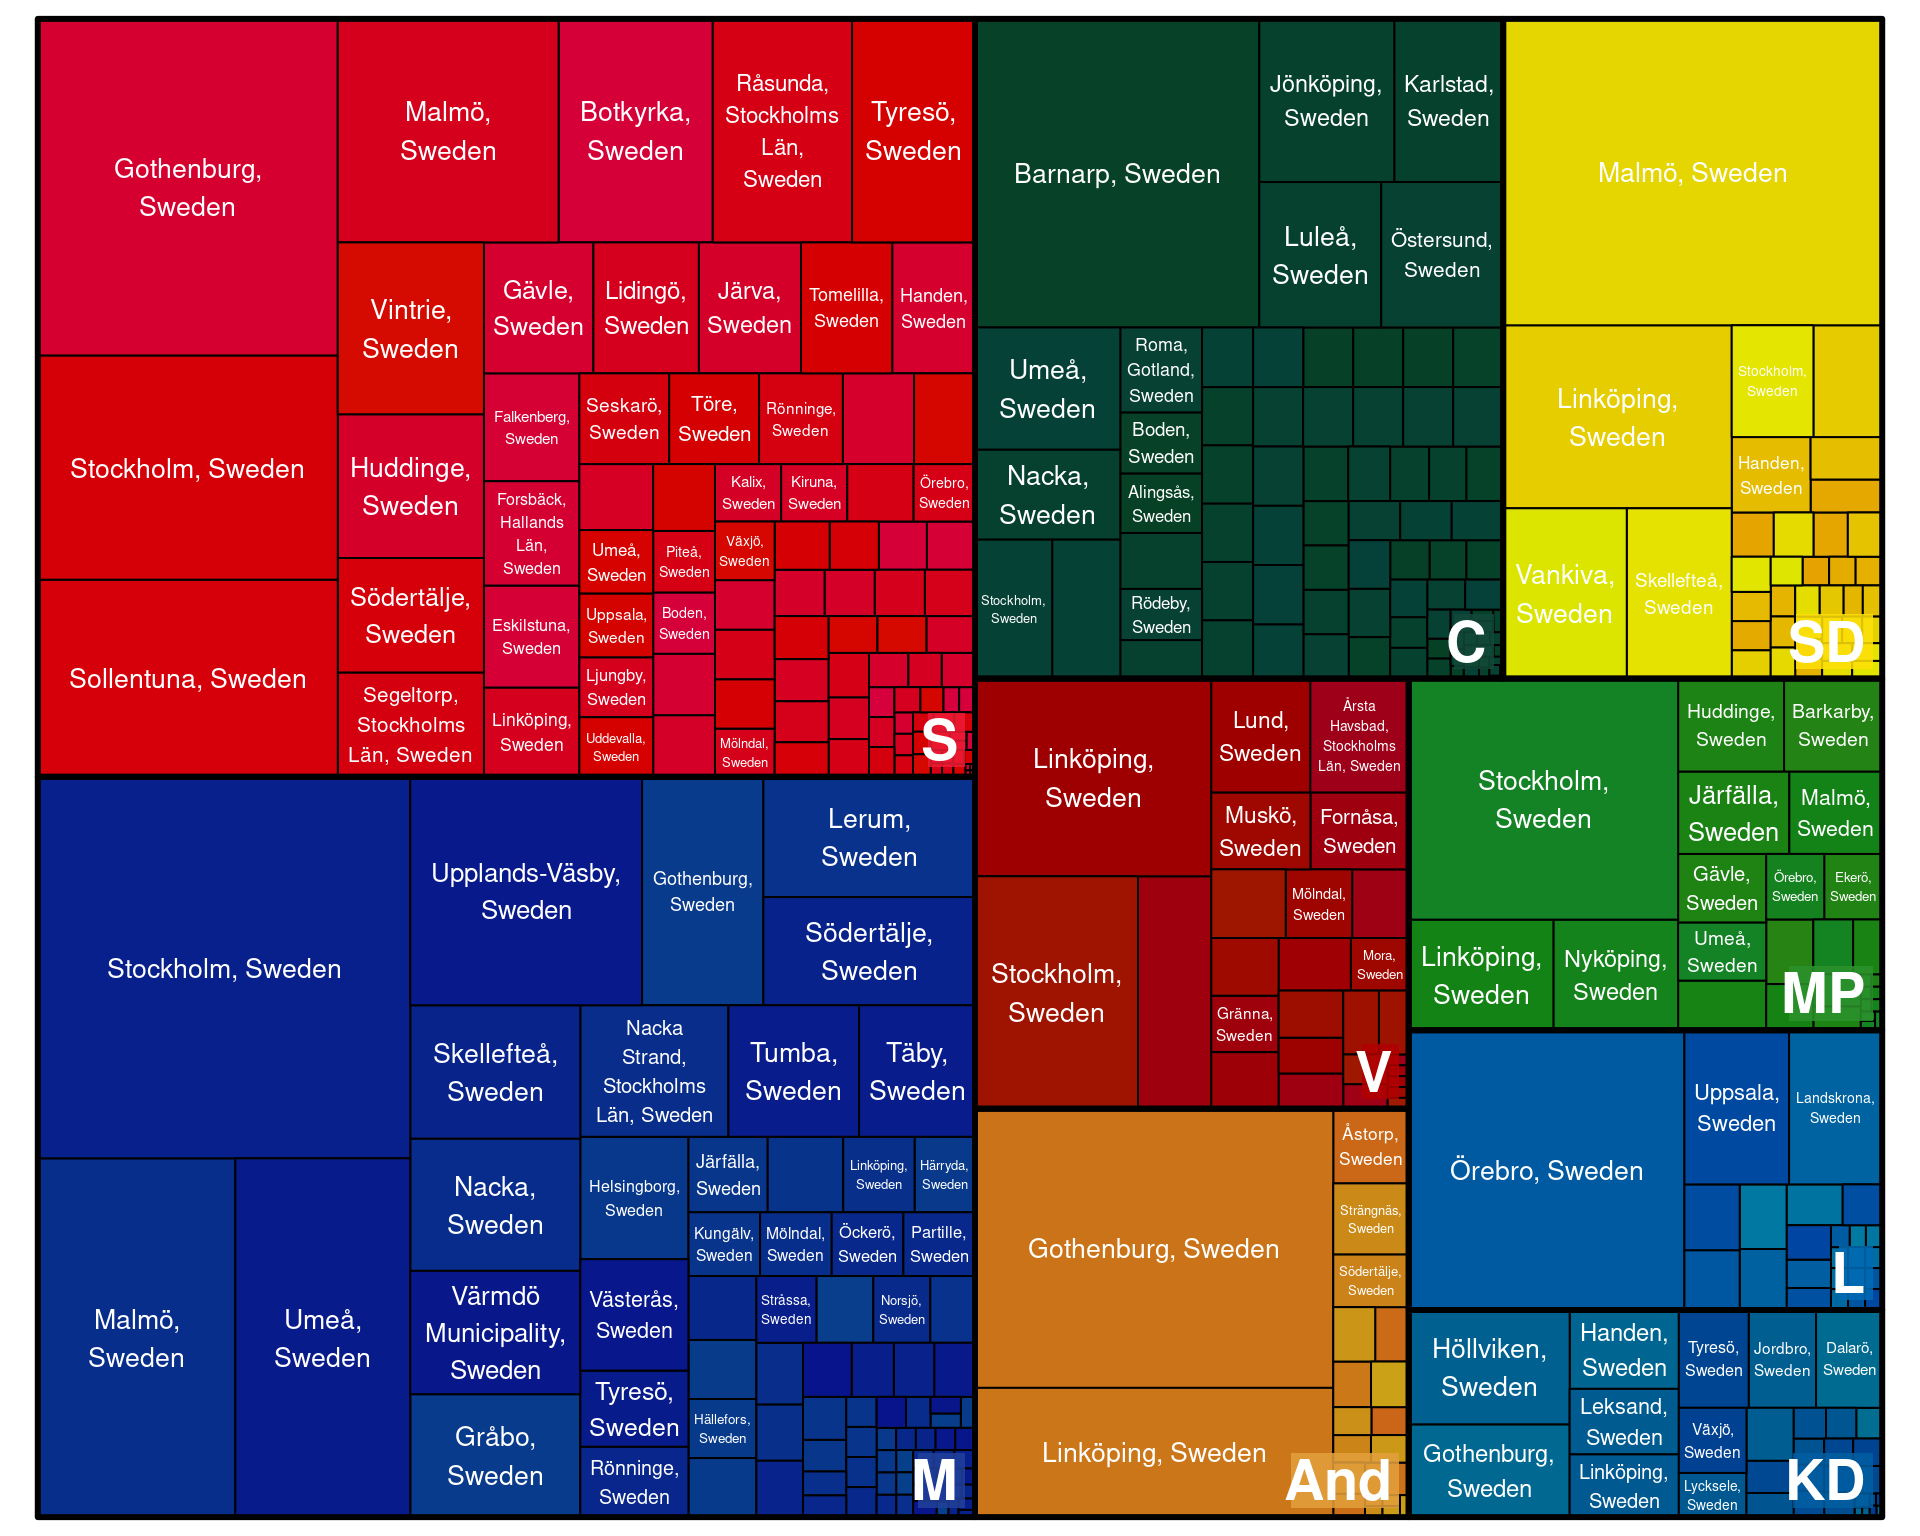 Gothenburg,
Sweden
Stockholm, Sweden
Sollentuna, Sweden
Malmö,
Sweden
Botkyrka,
Sweden
Råsunda,
Stockholms
Län,
Sweden
Tyresö,
Sweden
Vintrie,
Sweden
Huddinge,
Sweden
Södertälje,
Sweden
Segeltorp,
Stockholms
Län, Sweden
Gävle,
Sweden
Lidingö,
Sweden
Järva,
Sweden
Tomelilla,
Sweden
Handen,
Sweden
Falkenberg,
Sweden
Forsbäck,
Hallands
Län,
Sweden
Eskilstuna,
Sweden
Linköping,
Sweden
Seskarö,
Sweden
Töre,
Sweden
Rönninge,
Sweden
Umeå,
Sweden
Uppsala,
Sweden
Ljungby,
Sweden
Uddevalla,
Sweden
Piteå,
Sweden
Boden,
Sweden
Kalix,
Sweden
Kiruna,
Sweden
Örebro,
Sweden
Växjö,
Sweden
Mölndal,
Sweden
S
Barnarp, Sweden
Jönköping,
Sweden
Karlstad,
Sweden
Luleå,
Sweden
Östersund,
Sweden
Umeå,
Sweden
Nacka,
Sweden
Stockholm,
Sweden
Roma,
Gotland,
Sweden
Boden,
Sweden
Alingsås,
Sweden
Rödeby,
Sweden
C
Malmö, Sweden
Linköping,
Sweden
Vankiva,
Sweden
Skellefteå,
Sweden
Stockholm,
Sweden
Handen,
Sweden
SD
Stockholm, Sweden
Malmö,
Sweden
Umeå,
Sweden
Upplands-Väsby,
Sweden
Gothenburg,
Sweden
Lerum,
Sweden
Södertälje,
Sweden
Skellefteå,
Sweden
Nacka,
Sweden
Värmdö
Municipality,
Sweden
Gråbo,
Sweden
Nacka
Strand,
Stockholms
Län, Sweden
Tumba,
Sweden
Täby,
Sweden
Helsingborg,
Sweden
Västerås,
Sweden
Tyresö,
Sweden
Rönninge,
Sweden
Järfälla,
Sweden
Linköping,
Sweden
Härryda,
Sweden
Kungälv,
Sweden
Mölndal,
Sweden
Öckerö,
Sweden
Partille,
Sweden
Stråssa,
Sweden
Norsjö,
Sweden
Hällefors,
Sweden
M
Linköping,
Sweden
Stockholm,
Sweden
Lund,
Sweden
Årsta
Havsbad,
Stockholms
Län, Sweden
Muskö,
Sweden
Fornåsa,
Sweden
Mölndal,
Sweden
Mora,
Sweden
Gränna,
Sweden
V
Gothenburg, Sweden
Linköping, Sweden
Åstorp,
Sweden
Strängnäs,
Sweden
Södertälje,
Sweden
And
Stockholm,
Sweden
Linköping,
Sweden
Nyköping,
Sweden
Huddinge,
Sweden
Barkarby,
Sweden
Järfälla,
Sweden
Malmö,
Sweden
Gävle,
Sweden
Örebro,
Sweden
Ekerö,
Sweden
Umeå,
Sweden
MP
Örebro, Sweden
Uppsala,
Sweden
Landskrona,
Sweden
L
Höllviken,
Sweden
Gothenburg,
Sweden
Handen,
Sweden
Leksand,
Sweden
Linköping,
Sweden
Tyresö,
Sweden
Jordbro,
Sweden
Dalarö,
Sweden
Växjö,
Sweden
Lycksele,
Sweden
KD